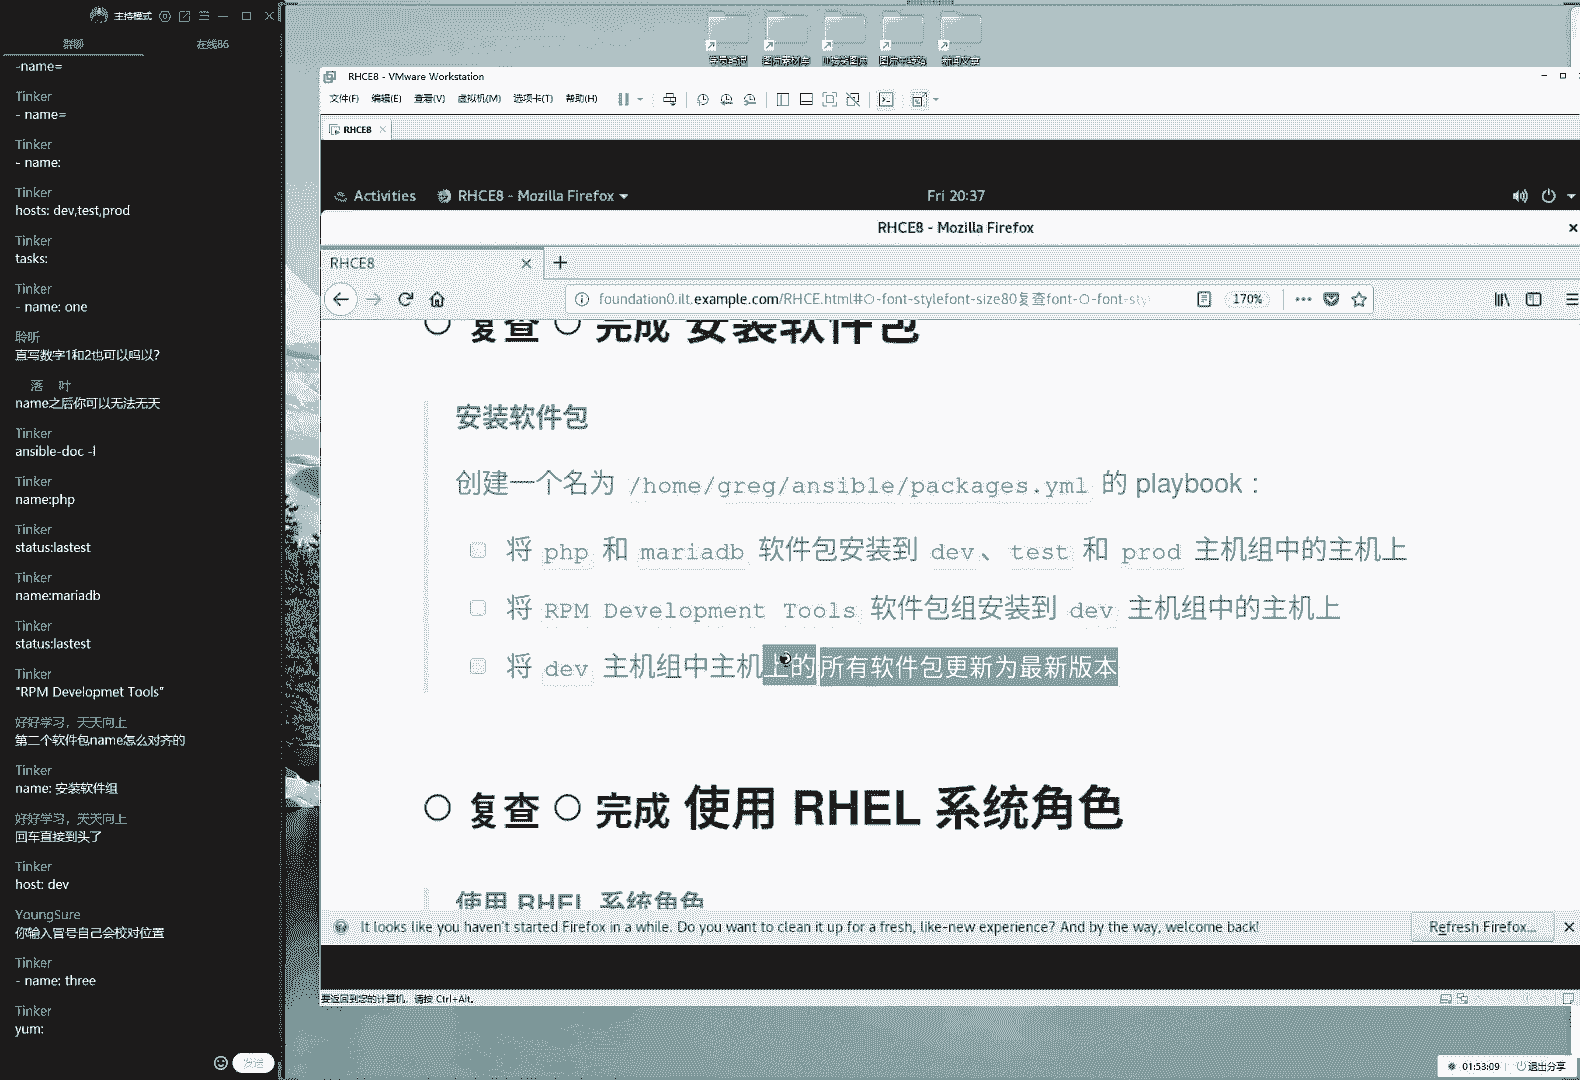 主持模式
群聊
在线86
-name=
Tinker
- name=
Tinker
- name:
Tinker
hosts: dev,test,prod
Tinker
tasks:
Tinker
- name: one
聆听
直写数字1和2也可以吗以?
落 叶
name之后你可以无法无天
Tinker
ansible-doc -l
Tinker
name:php
Tinker
status:lastest
Tinker
name:mariadb
Tinker
status:lastest
Tinker
"RPM Developmet Tools"
好好学习，天天向上
第二个软件包name怎么对齐的
Tinker
name: 安装软件组
好好学习，天天向上
回车直接到头了
Tinker
host: dev
YoungSure
你输入冒号自己会校对位置
Tinker
- name: three
Tinker
yum:
发送
RHCE8 - VMware Workstation
文件(F) 编辑(E) 查看(V) 虚拟机(M) 选项卡(T) 帮助(H)
RHCE8
Activities RHCE8 - Mozilla Firefox Fri 20:37
RHCE8 - Mozilla Firefox
RHCE8
foundation0.ilt.example.com/RHCE.html#○-font-stylefont-size80复查font-○-font-sty 170%
复查 ○ 完成 安装软件包
安装软件包
创建一个名为 /home/greg/ansible/packages.yml 的 playbook：
将 php 和 mariadb 软件包安装到 dev、test 和 prod 主机组中的主机上
将 RPM Development Tools 软件包组安装到 dev 主机组中的主机上
将 dev 主机组中主机上的 所有软件包更新为最新版本
○ 复查 ○ 完成 使用 RHEL 系统角色
使用 RHEL 系统角色
It looks like you haven't started Firefox in a while. Do you want to clean it up for a fresh, like-new experience? And by the way, welcome back!
Refresh Firefox...
要返回到您的计算机，请按 Ctrl+Alt。
01:53:09 退出分享